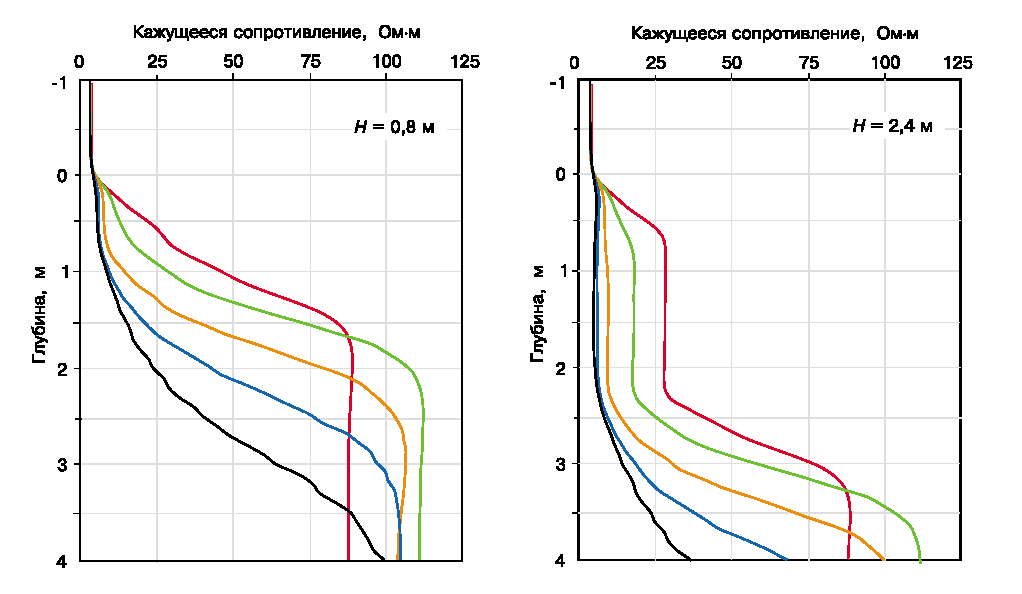 Кажущееся сопротивление, Ом·м
0 25 50 75 100 125
-1
0
1
2
3
4
Глубина, м
H = 0,8 м
Кажущееся сопротивление, Ом·м
0 25 50 75 100 125
-1
0
1
2
3
4
Глубина, м
H = 2,4 м